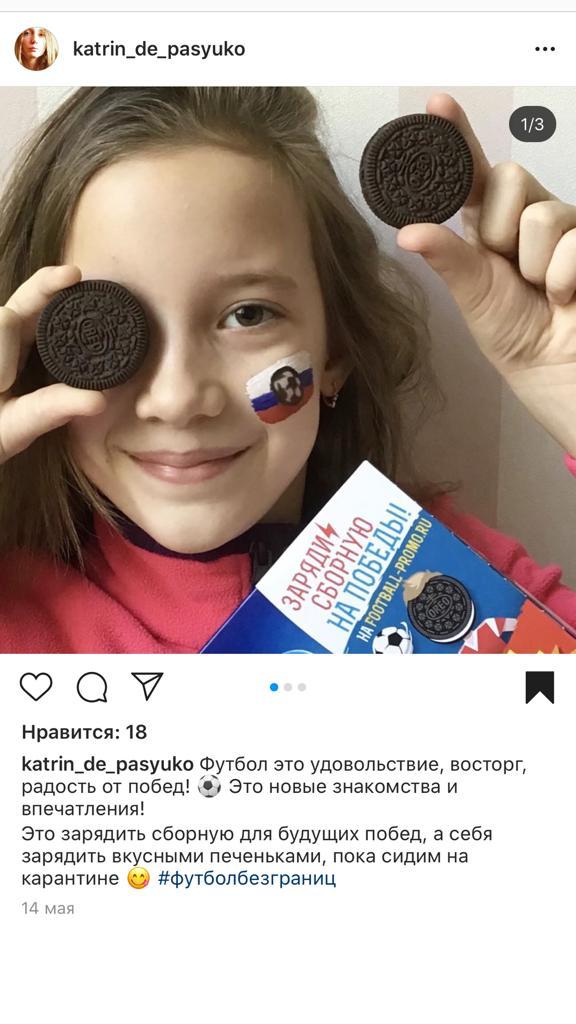 katrin_de_pasyuko
1/3
ЗАРЯДИ
СБОРНУЮ
НА ПОБЕДЫ!
НА FOOTBALL-PROMO.RU
OREO
Нравится: 18
katrin_de_pasyuko Футбол это удовольствие, восторг,
радость от побед! ⚽ Это новые знакомства и
впечатления!
Это зарядить сборную для будущих побед, а себя
зарядить вкусными печеньками, пока сидим на
карантине 😋 #футболбезграниц
14 мая